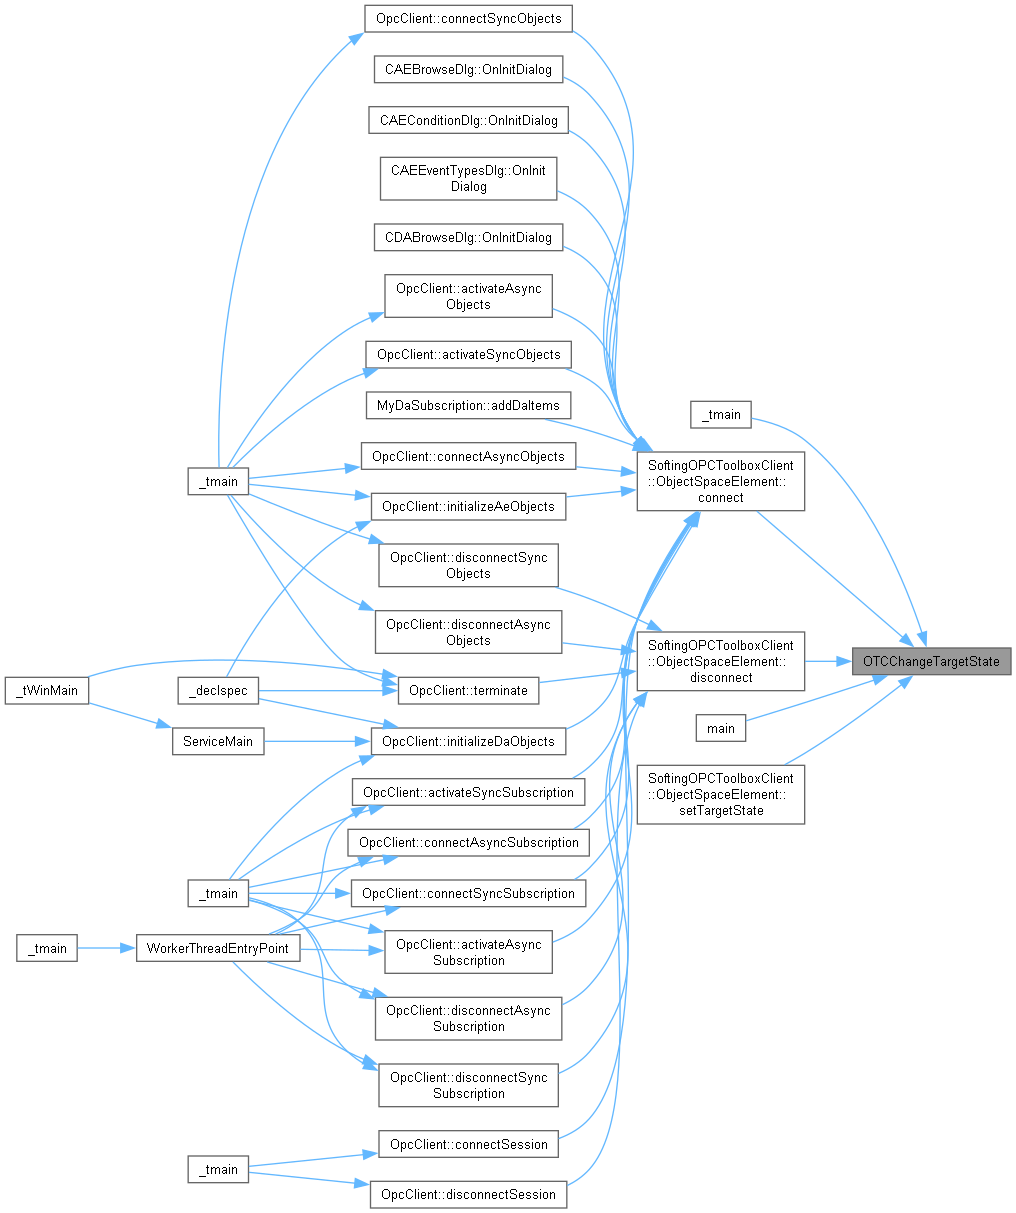 OpcClient::connectSyncObjects
CAEBrowseDlg::OnInitDialog
CAEConditionDlg::OnInitDialog
CAEEventTypesDlg::OnInit
Dialog
CDABrowseDlg::OnInitDialog
OpcClient::activateAsync
Objects
OpcClient::activateSyncObjects
MyDaSubscription::addDaItems
_tmain
OpcClient::connectAsyncObjects
SoftingOPCToolboxClient
::ObjectSpaceElement::
connect
_tmain
OpcClient::initializeAeObjects
OpcClient::disconnectSync
Objects
OpcClient::disconnectAsync
Objects
SoftingOPCToolboxClient
::ObjectSpaceElement::
disconnect
OTCChangeTargetState
_tWinMain
_declspec
OpcClient::terminate
main
ServiceMain
OpcClient::initializeDaObjects
SoftingOPCToolboxClient
::ObjectSpaceElement::
setTargetState
OpcClient::activateSyncSubscription
OpcClient::connectAsyncSubscription
_tmain
OpcClient::connectSyncSubscription
_tmain
WorkerThreadEntryPoint
OpcClient::activateAsync
Subscription
OpcClient::disconnectAsync
Subscription
OpcClient::disconnectSync
Subscription
OpcClient::connectSession
_tmain
OpcClient::disconnectSession